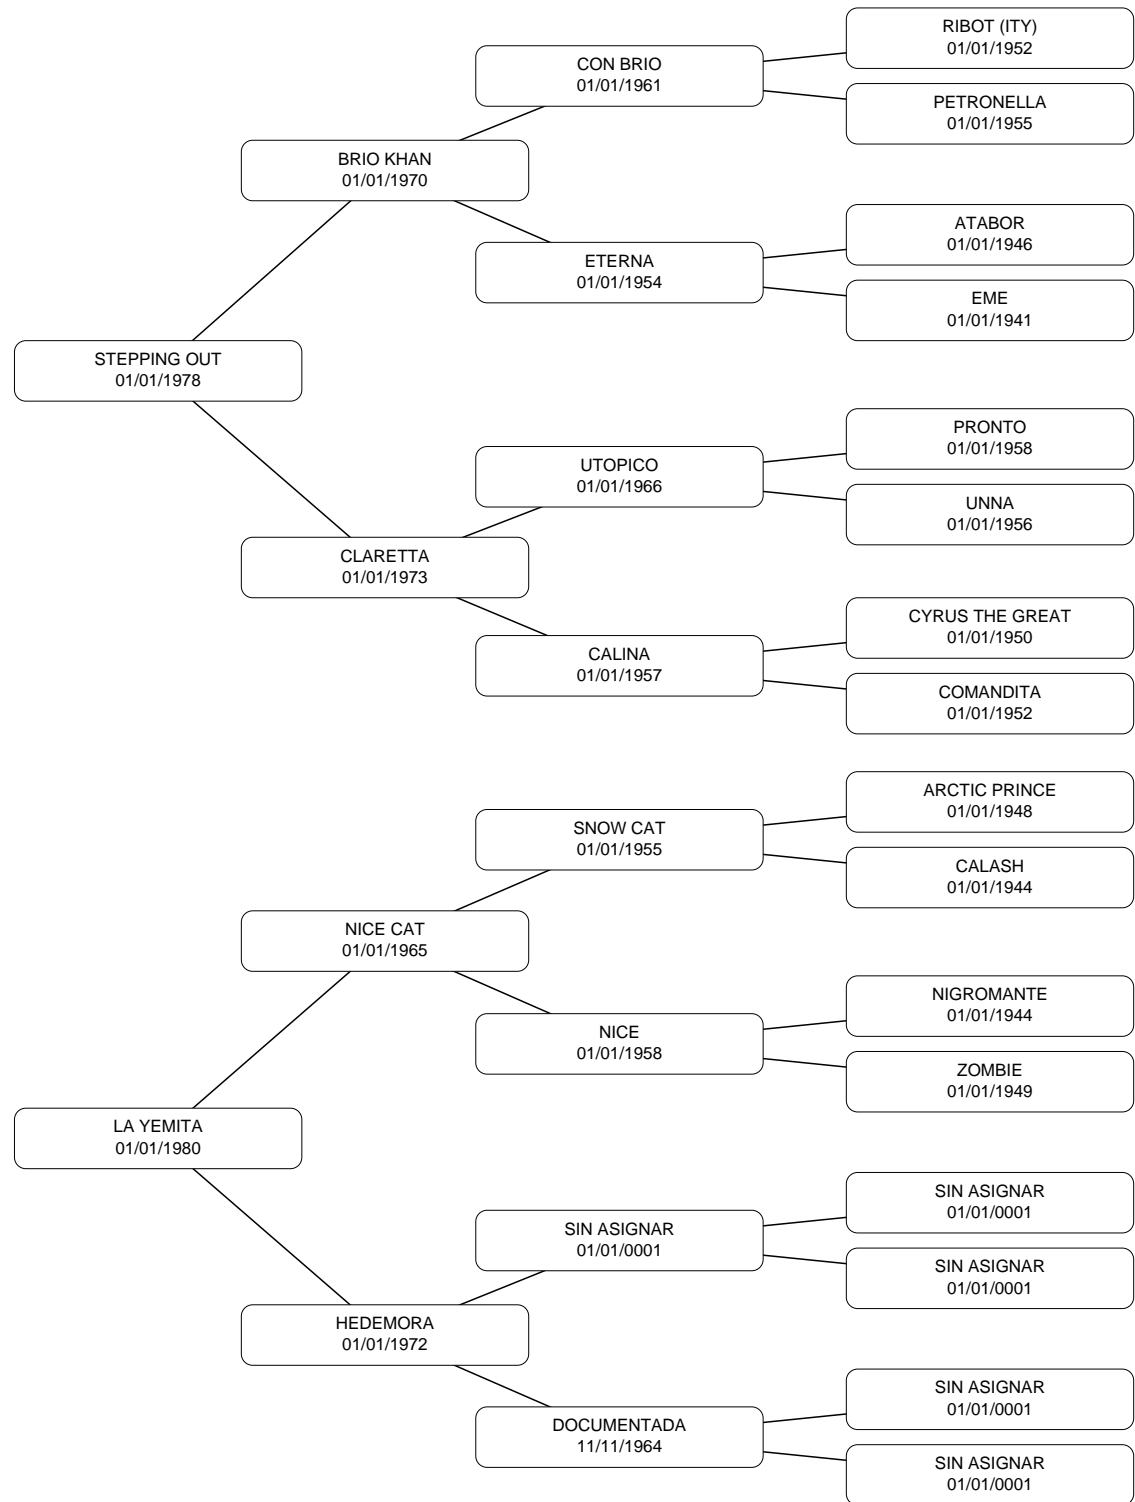 RIBOT (ITY)
01/01/1952
CON BRIO
01/01/1961
PETRONELLA
01/01/1955
BRIO KHAN
01/01/1970
ATABOR
01/01/1946
ETERNA
01/01/1954
EME
01/01/1941
STEPPING OUT
01/01/1978
PRONTO
01/01/1958
UTOPICO
01/01/1966
UNNA
01/01/1956
CLARETTA
01/01/1973
CYRUS THE GREAT
01/01/1950
CALINA
01/01/1957
COMANDITA
01/01/1952
ARCTIC PRINCE
01/01/1948
SNOW CAT
01/01/1955
CALASH
01/01/1944
NICE CAT
01/01/1965
NIGROMANTE
01/01/1944
NICE
01/01/1958
ZOMBIE
01/01/1949
LA YEMITA
01/01/1980
SIN ASIGNAR
01/01/0001
SIN ASIGNAR
01/01/0001
SIN ASIGNAR
01/01/0001
HEDEMORA
01/01/1972
SIN ASIGNAR
01/01/0001
DOCUMENTADA
11/11/1964
SIN ASIGNAR
01/01/0001